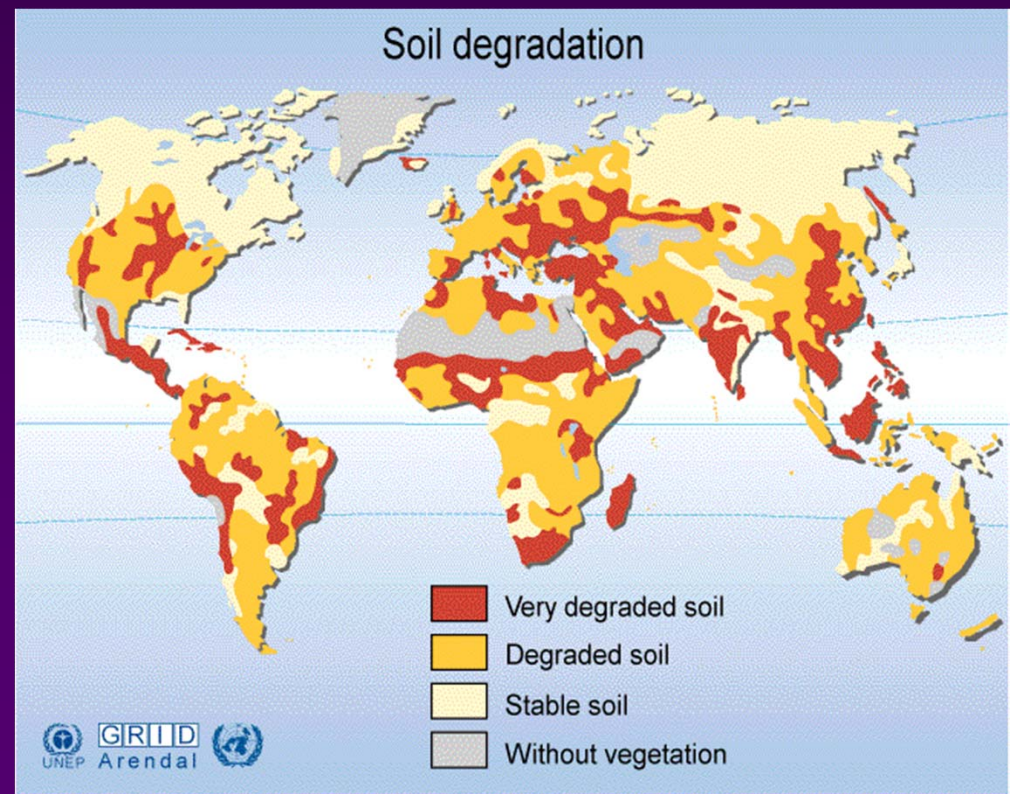 Soil degradation
Very degraded soil
Degraded soil
Stable soil
Without vegetation
UNEP
GRID
Arendal